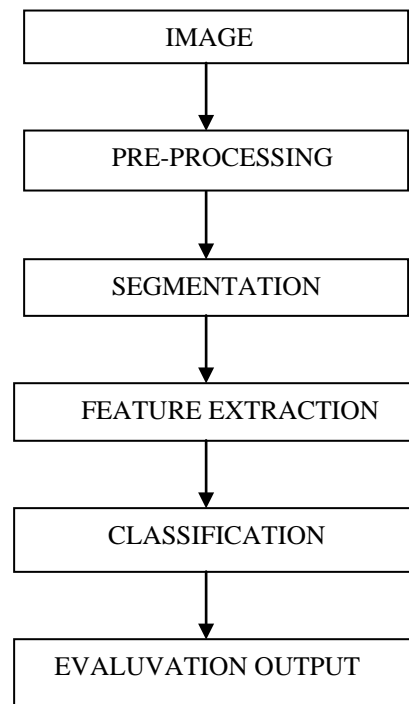 IMAGE
PRE-PROCESSING
SEGMENTATION
FEATURE EXTRACTION
CLASSIFICATION
EVALUVATION OUTPUT